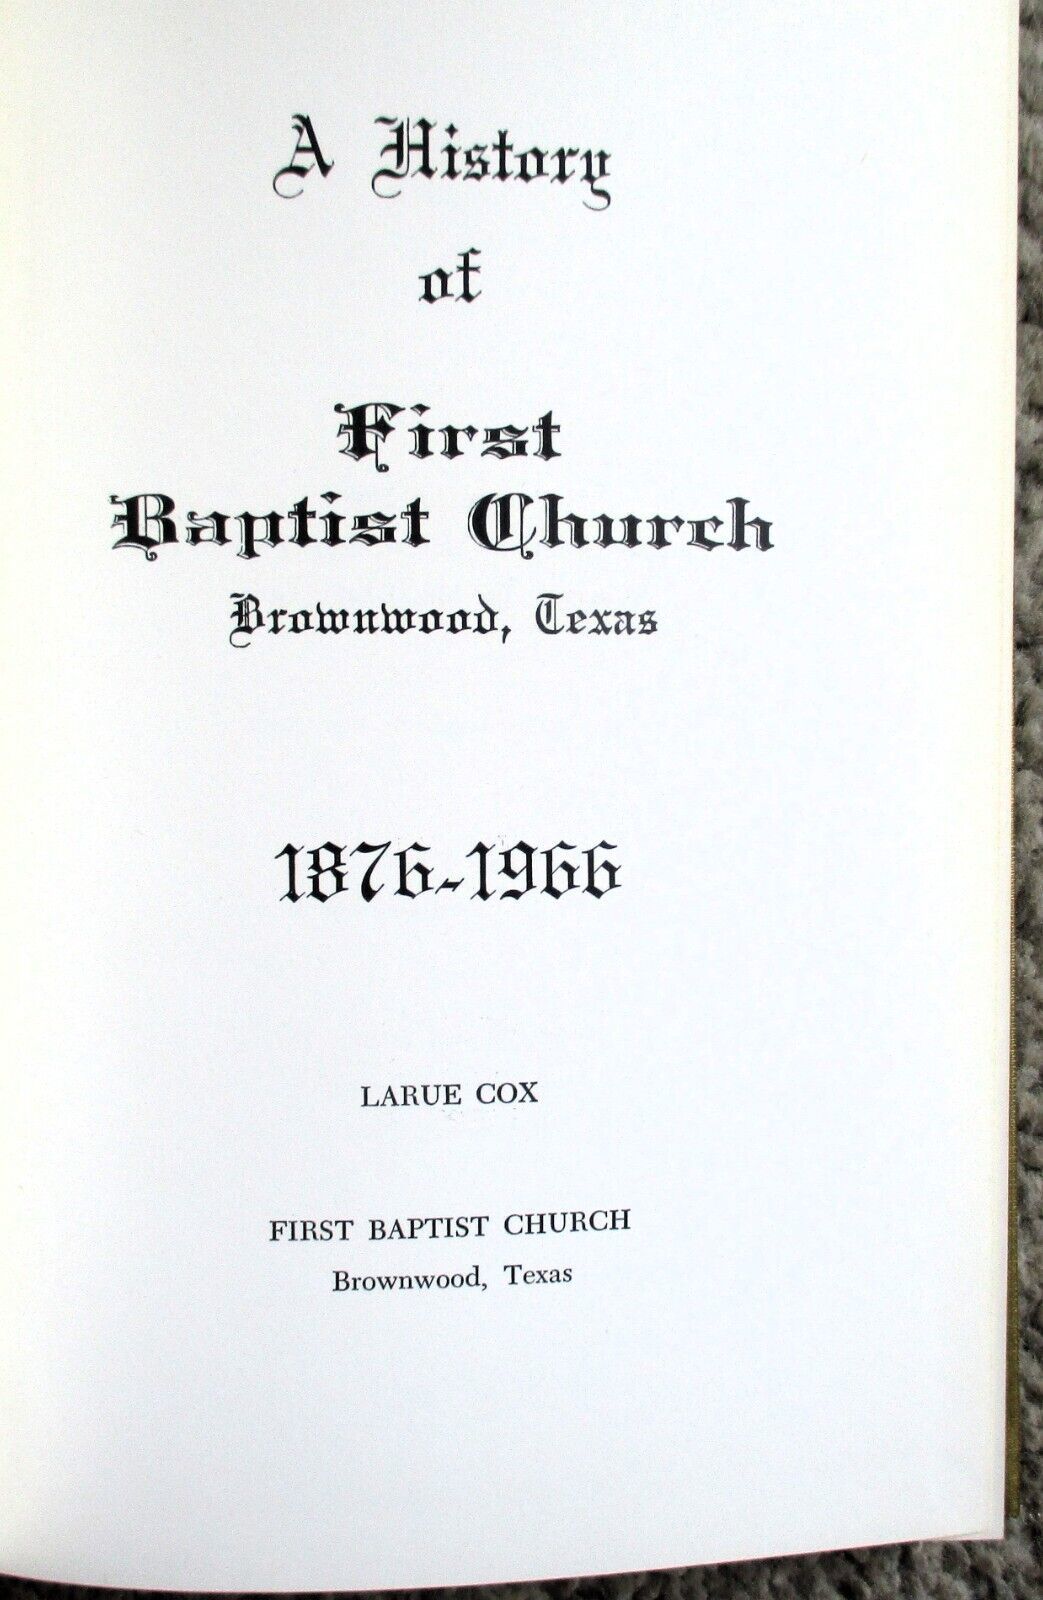 A History
of
First
Baptist Church
Brownwood, Texas
1876-1966
LARUE COX
FIRST BAPTIST CHURCH
Brownwood, Texas